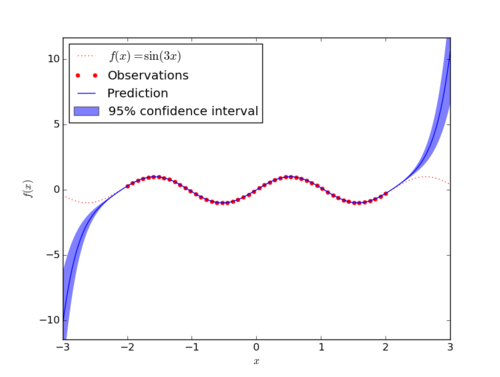 f(x) = sin(3x)
Observations
Prediction
95% confidence interval
10
5
0
−5
−10
f(x)
−3 −2 −1 0 1 2 3
x